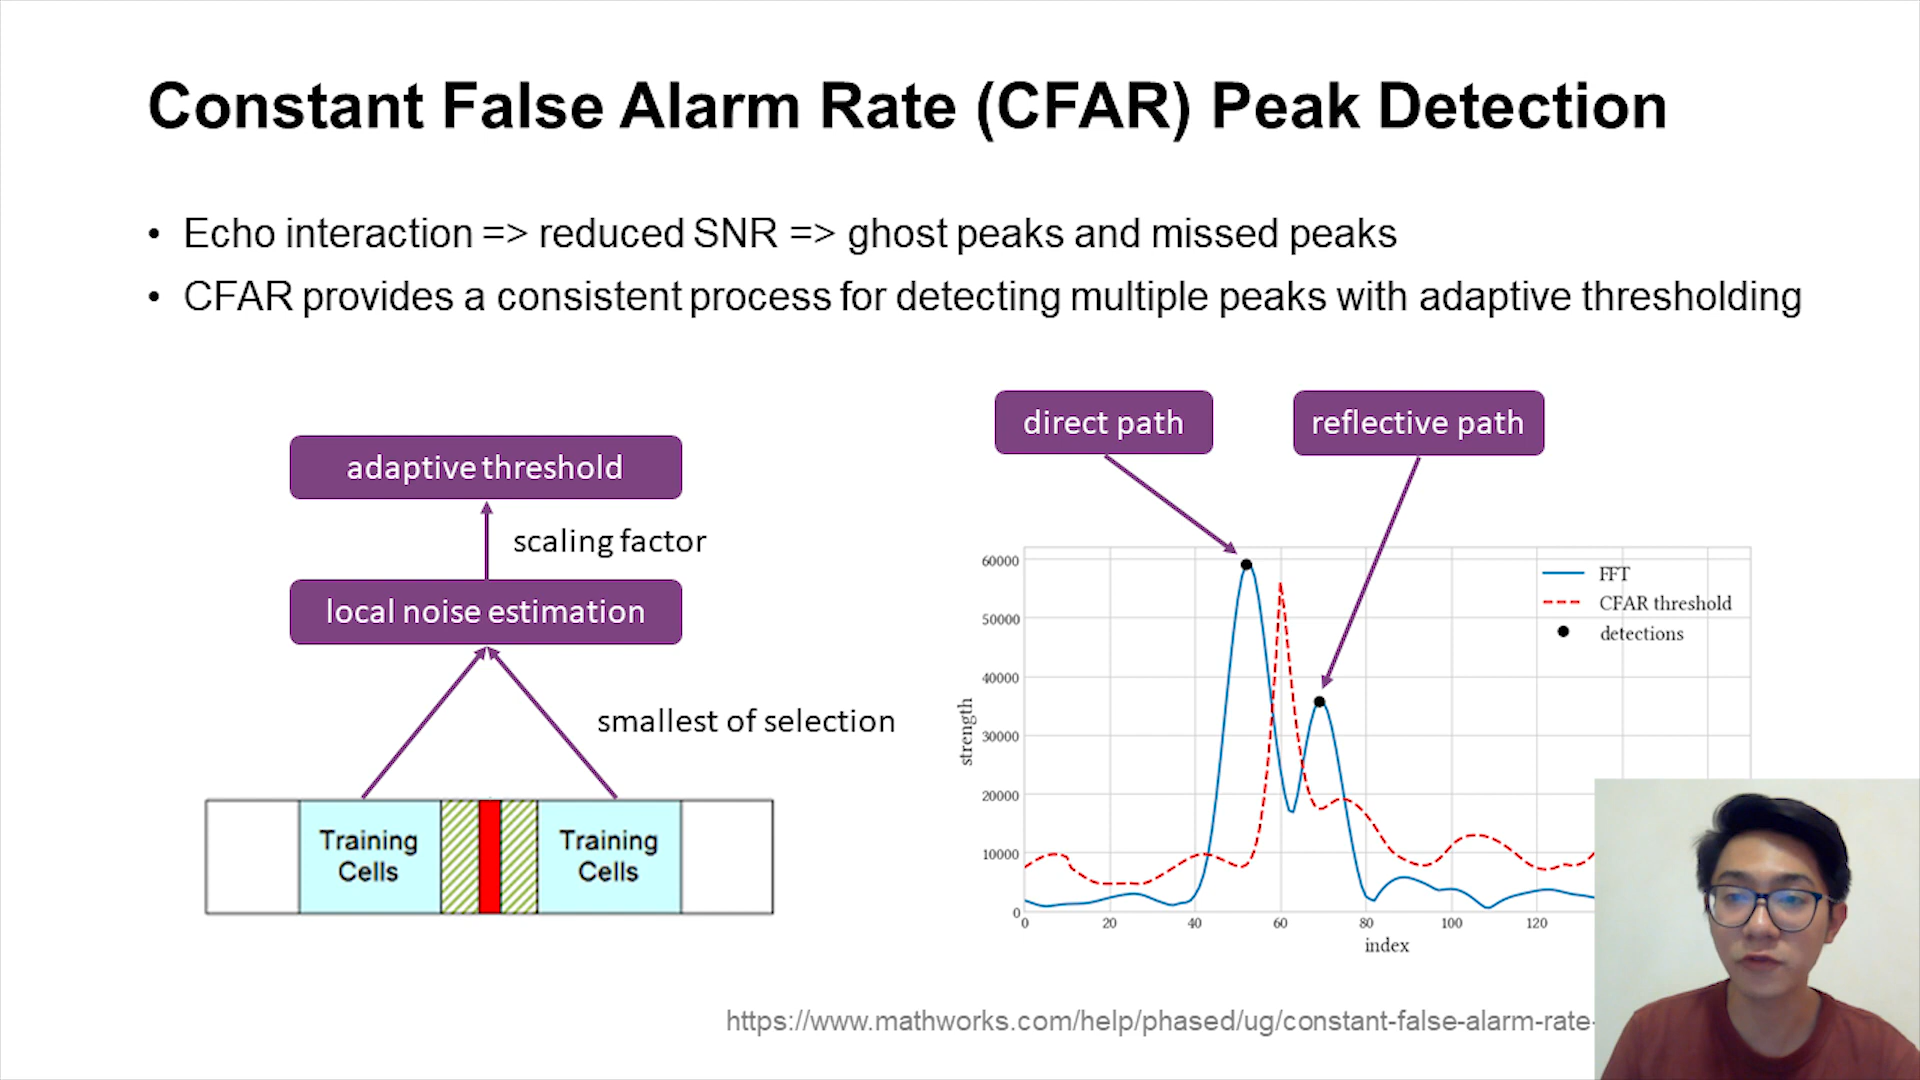 Constant False Alarm Rate (CFAR) Peak Detection
• Echo interaction => reduced SNR => ghost peaks and missed peaks
• CFAR provides a consistent process for detecting multiple peaks with adaptive thresholding
adaptive threshold
scaling factor
local noise estimation
smallest of selection
Training
Cells
Training
Cells
direct path
reflective path
60000
50000
40000
30000
20000
10000
0
strength
FFT
CFAR threshold
detections
0 20 40 60 80 100 120
index
https://www.mathworks.com/help/phased/ug/constant-false-alarm-rate-